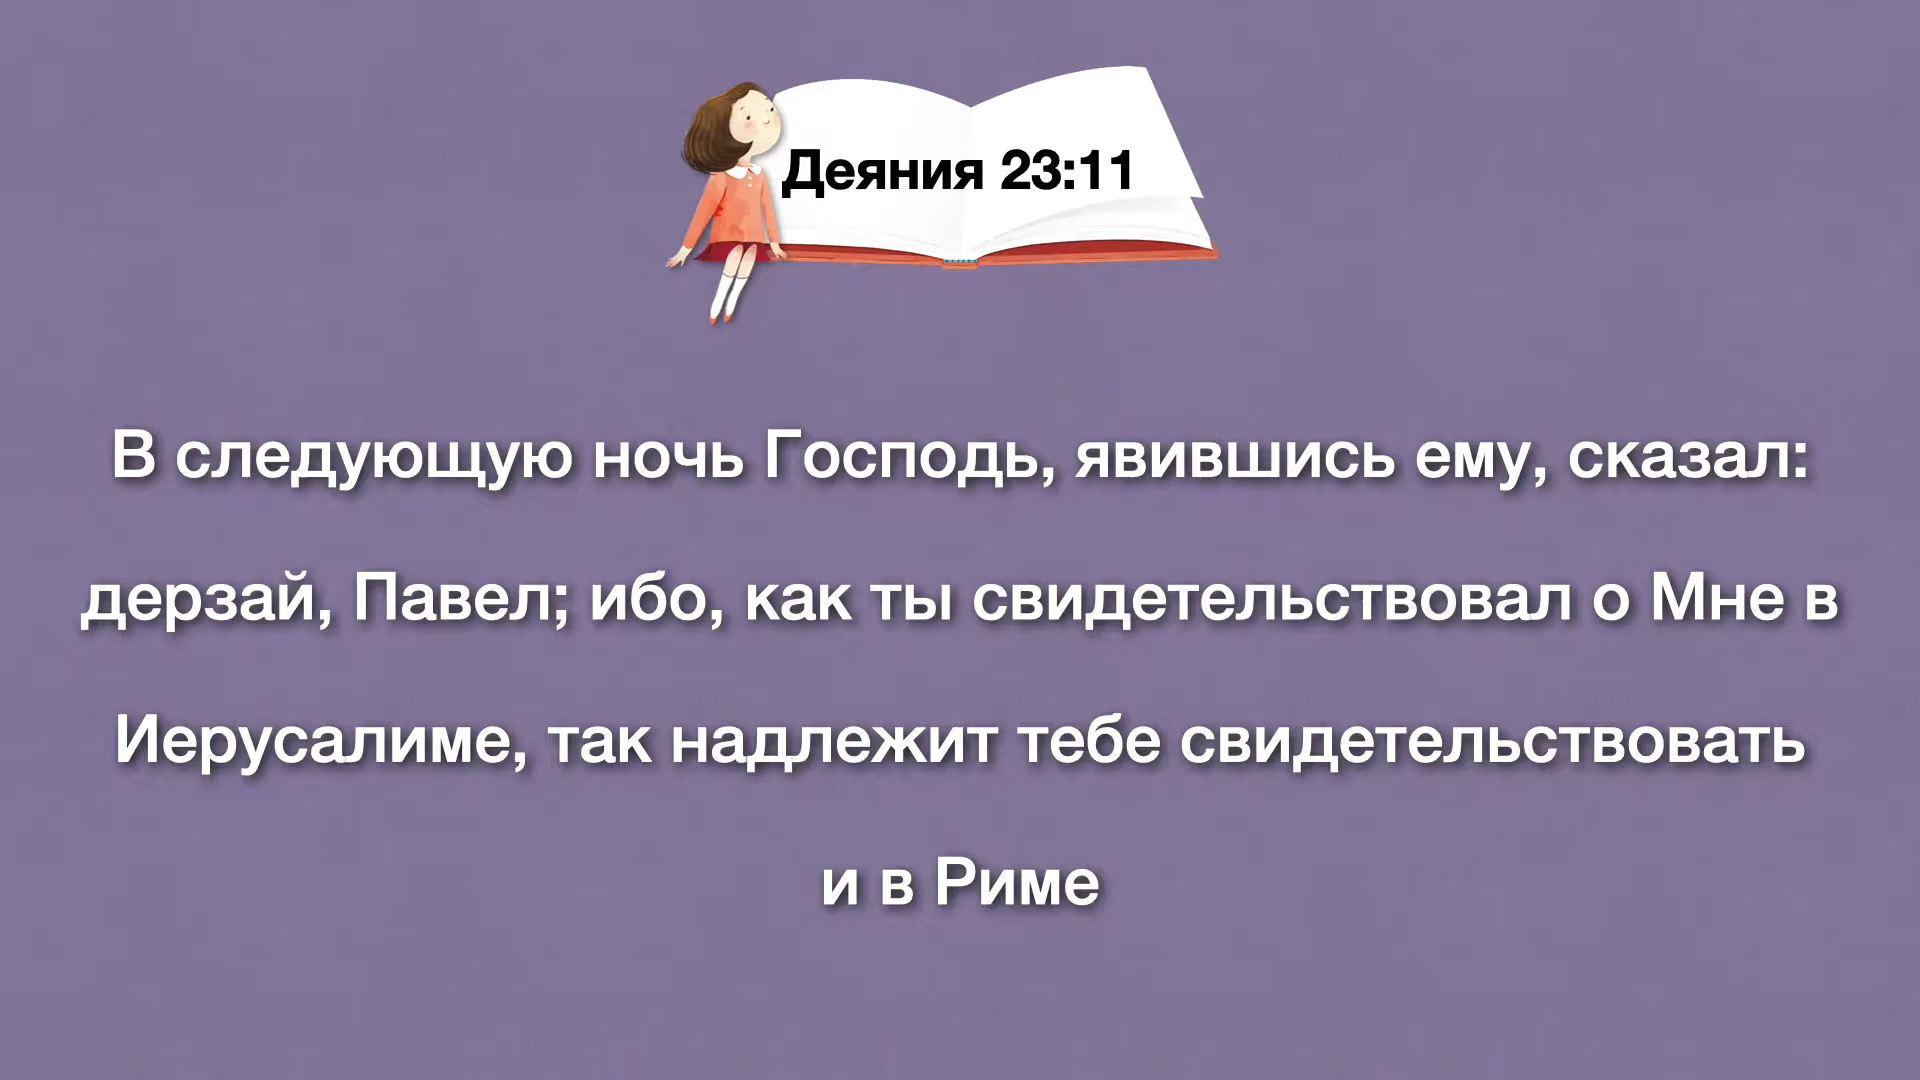 Деяния 23:11
В следующую ночь Господь, явившись ему, сказал:
дерзай, Павел; ибо, как ты свидетельствовал о Мне в
Иерусалиме, так надлежит тебе свидетельствовать
и в Риме